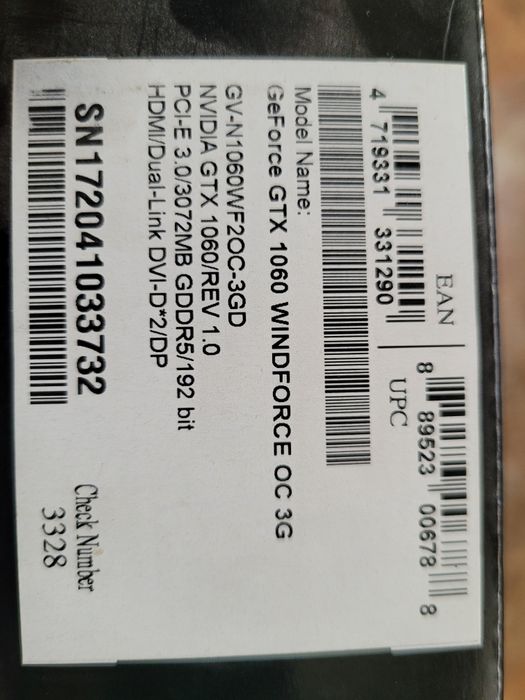 EAN
4 719331 331290
UPC
8 89523 00678 8
Model Name:
GeForce GTX 1060 WINDFORCE OC 3G
GV-N1060WF2OC-3GD
NVIDIA GTX 1060/REV 1.0
PCI-E 3.0/3072MB GDDR5/192 bit
HDMI/Dual-Link DVI-D*2/DP
SN172041033732
Check Number
3328